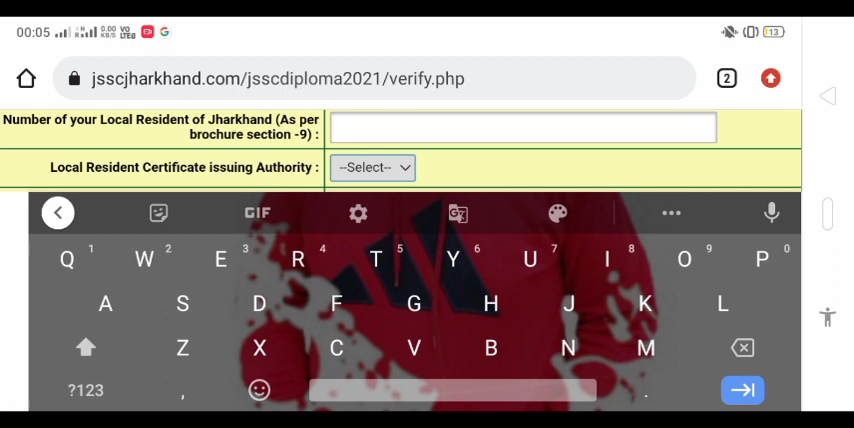 00:05 0.00 KB/S VO LTE 13
jsscjharkhand.com/jsscdiploma2021/verify.php 2
Number of your Local Resident of Jharkhand (As per
brochure section -9) :
Local Resident Certificate issuing Authority : --Select--
GIF
Q 1 W 2 E 3 R 4 T 5 Y 6 U 7 I 8 O 9 P 0
A S D F G H J K L
Z X C V B N M
?123 , .